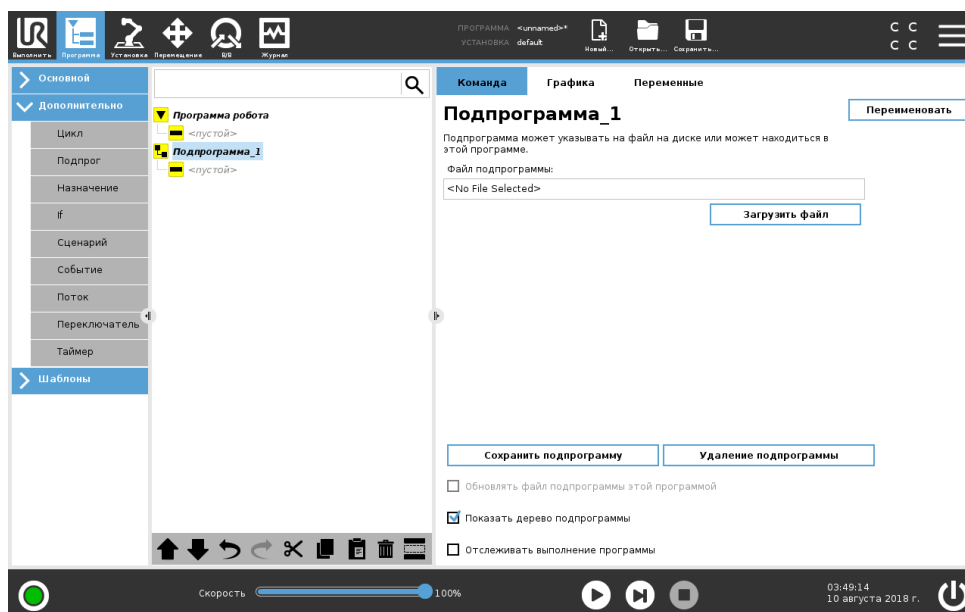 UR
ПРОГРАММА <unnamed>*
УСТАНОВКА default
Выполнить Программа Установка Перемещение В/В Журнал
Новый... Открыть... Сохранить...
C C
C C
Основной
Дополнительно
Цикл
Подпрог
Назначение
If
Сценарий
Событие
Поток
Переключатель
Таймер
Шаблоны
Программа робота
<пустой>
Подпрограмма_1
<пустой>
Команда Графика Переменные
Подпрограмма_1
Переименовать
Подпрограмма может указывать на файл на диске или может находиться в
этой программе.
Файл подпрограммы:
<No File Selected>
Загрузить файл
Сохранить подпрограмму Удаление подпрограммы
Обновлять файл подпрограммы этой программой
Показать дерево подпрограммы
Отслеживать выполнение программы
Скорость 100%
03:49:14
10 августа 2018 г.